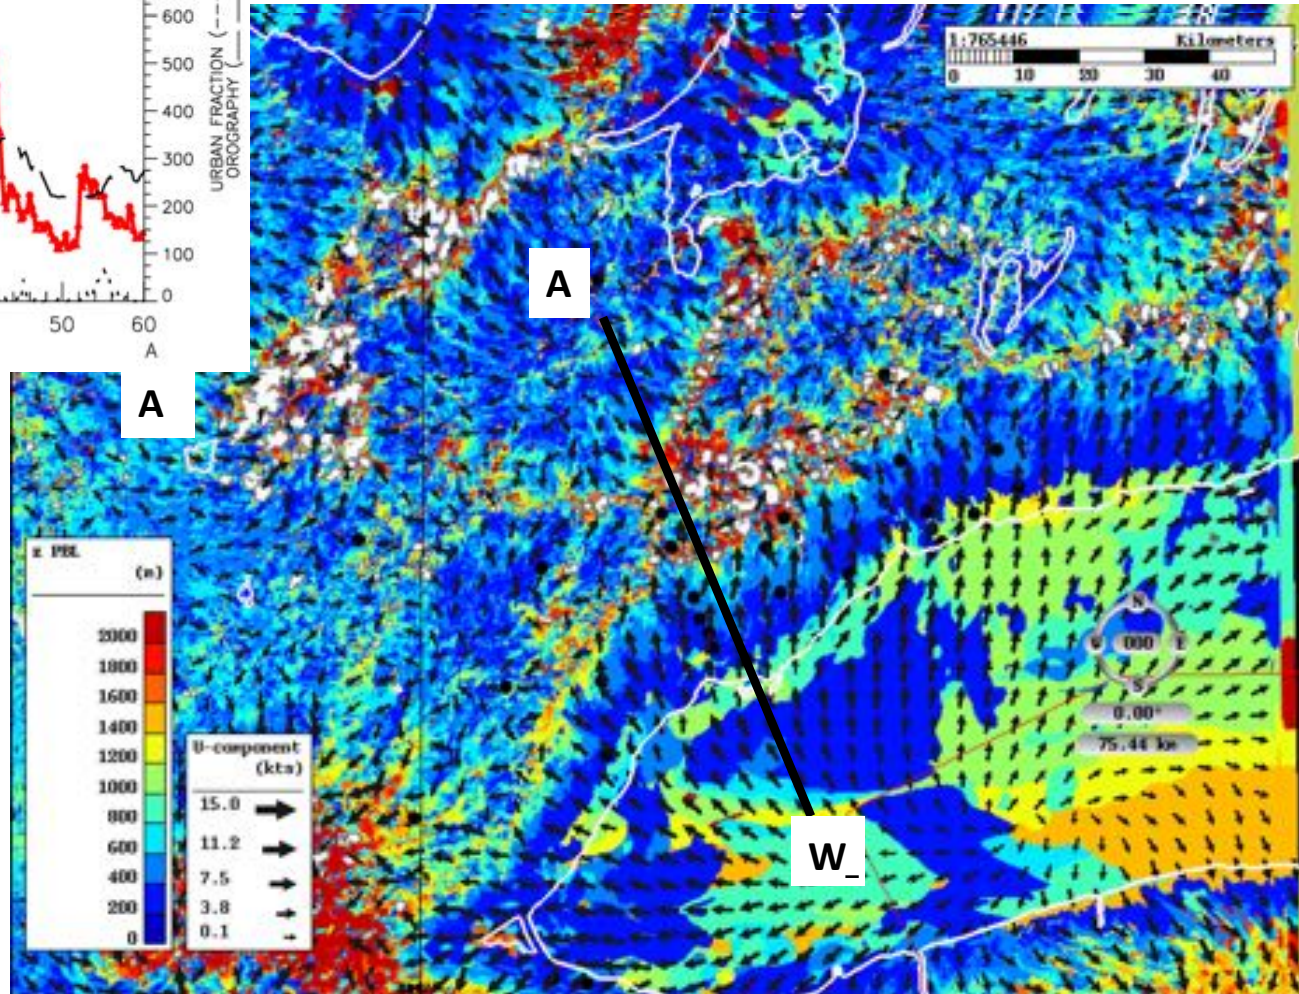 600
500
400
300
200
100
0
URBAN FRACTION (---
OROGRAPHY (
50 60
A
A
A
1:765446 Kilometers
0 10 20 30 40
z PBL
(m)
2000
1800
1600
1400
1200
1000
800
600
400
200
0
U-component
(kts)
15.0
11.2
7.5
3.8
0.1
N
W 000 E
S
0.00°
75.44 km
W_